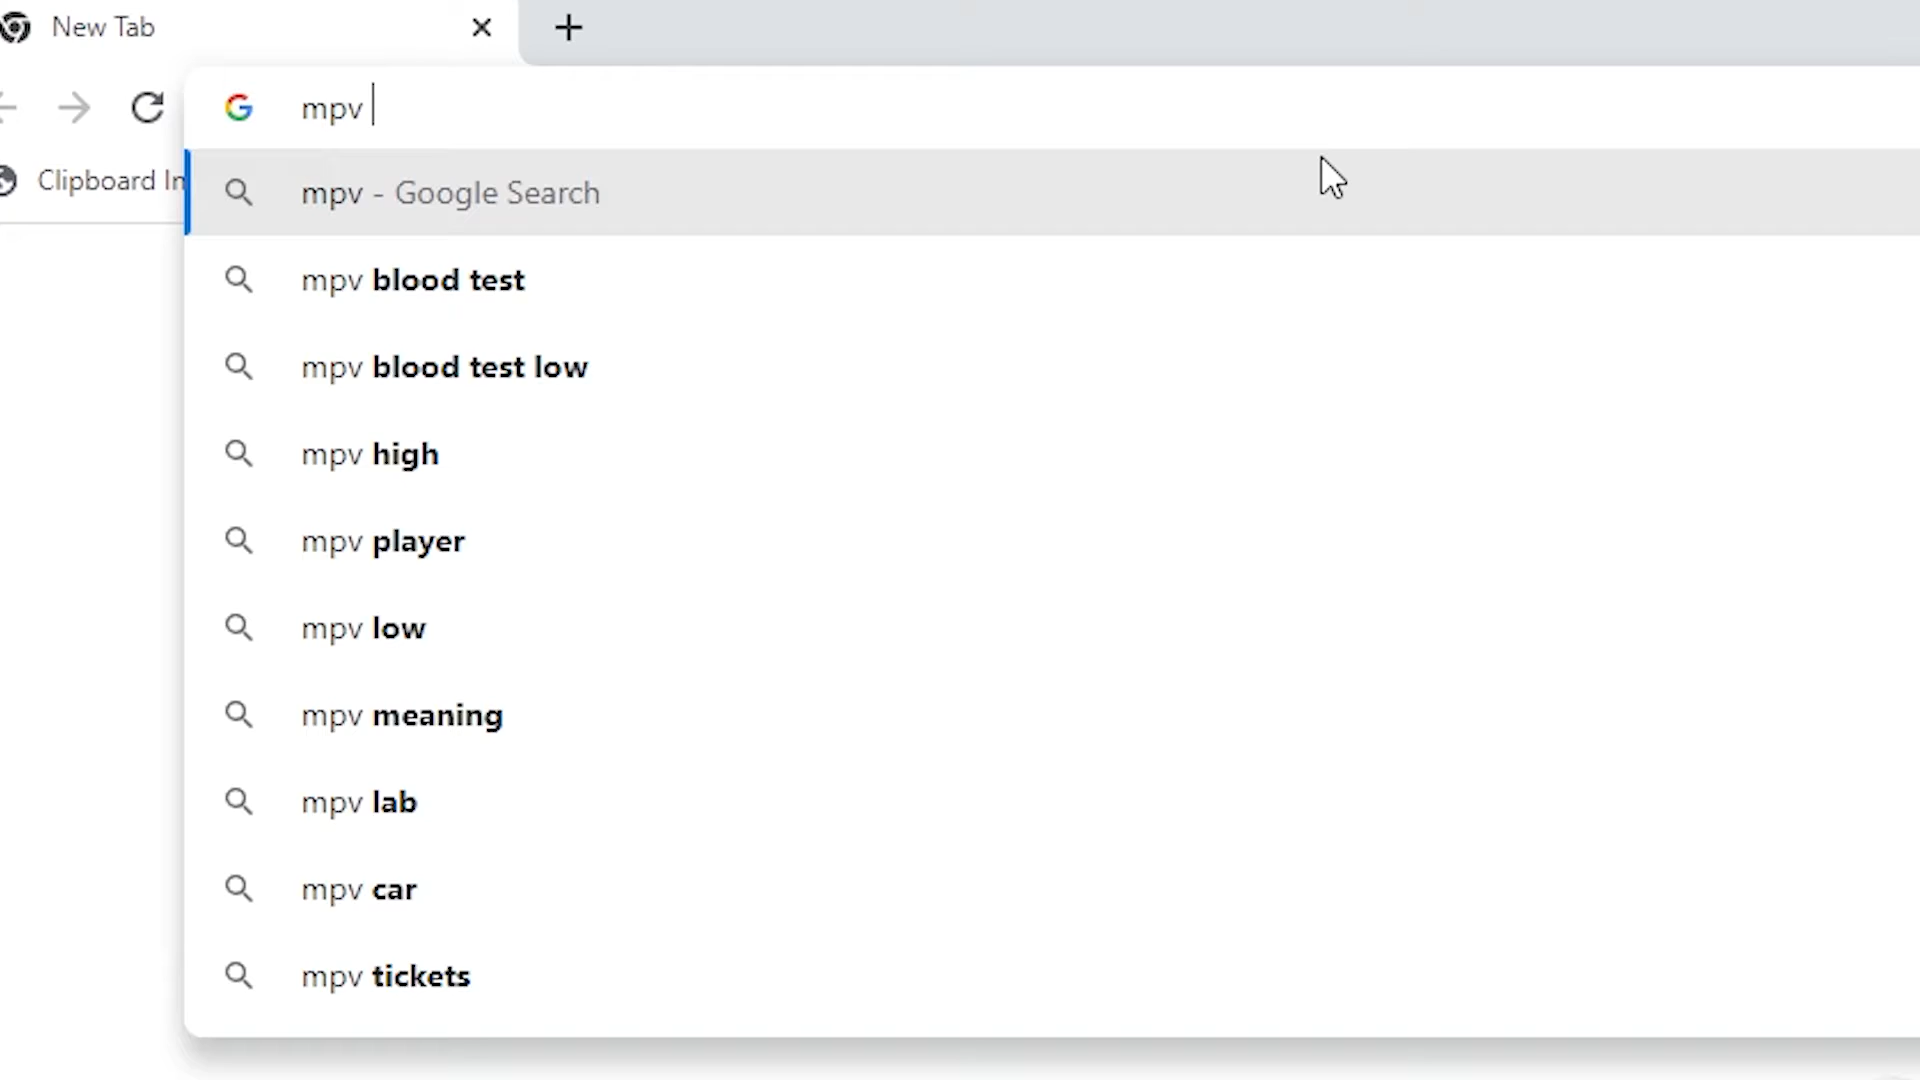 New Tab
mpv
Clipboard In
mpv - Google Search
mpv blood test
mpv blood test low
mpv high
mpv player
mpv low
mpv meaning
mpv lab
mpv car
mpv tickets